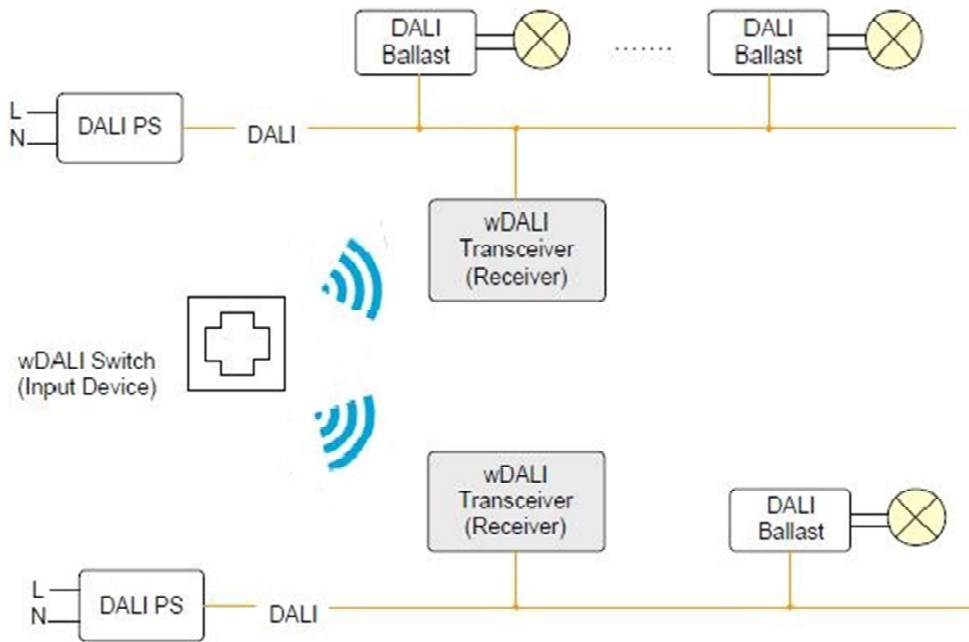 DALI
Ballast
.......
DALI
Ballast
L
N
DALI PS
DALI
wDALI
Transceiver
(Receiver)
wDALI Switch
(Input Device)
wDALI
Transceiver
(Receiver)
DALI
Ballast
L
N
DALI PS
DALI